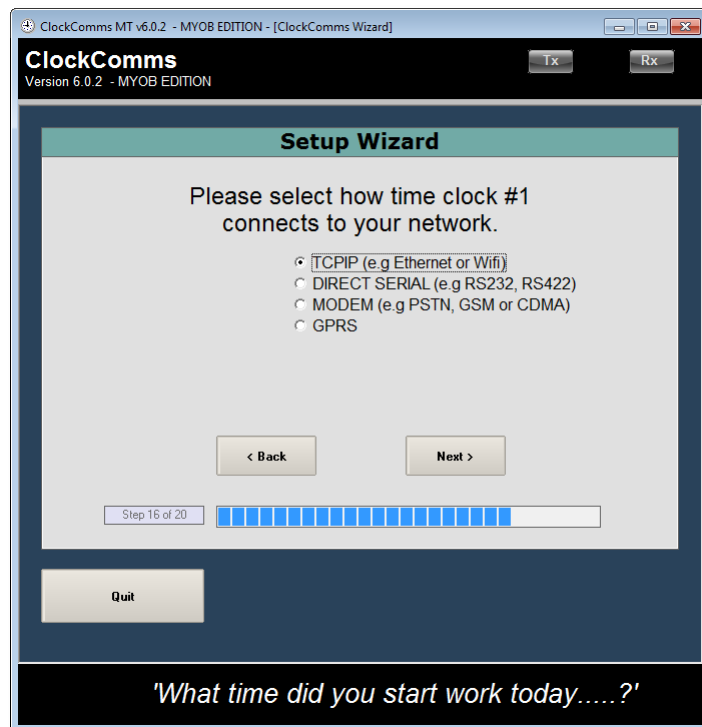 ClockComms MT v6.0.2 - MYOB EDITION - [ClockComms Wizard]
ClockComms
Tx
Rx
Version 6.0.2 - MYOB EDITION
Setup Wizard
Please select how time clock #1
connects to your network.
TCPIP (e.g Ethernet or Wifi)
DIRECT SERIAL (e.g RS232, RS422)
MODEM (e.g PSTN, GSM or CDMA)
GPRS
< Back
Next >
Step 16 of 20
Quit
'What time did you start work today.....?'